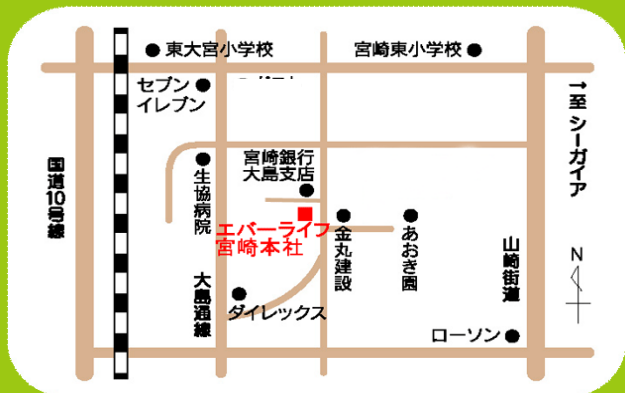 東大宮小学校
宮崎東小学校
セブン
イレブン
↑至 シーガイア
国道10号線
宮崎銀行
大島支店
生協病院
エバーライフ
宮崎本社
金丸建設
あおき園
山崎街道
N
大島通線
ダイレックス
ローソン